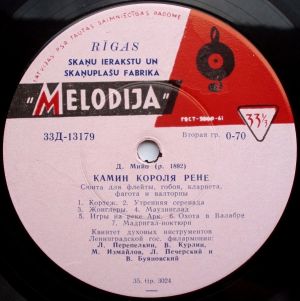 LATVIJAS PSR TAUTAS SAIMNIECĪBAS PADOME
RĪGAS
SKAŅU IERAKSTU UN
SKAŅUPLAŠU FABRIKA
"MELODIJA"
33⅓
ГОСТ-5289-61
33Д-13179
Вторая гр. 0-70
Д. Мийо (р. 1892)
КАМИН КОРОЛЯ РЕНЕ
Сюита для флейты, гобоя, кларнета,
фагота и валторны
1. Кортеж. 2. Утренняя серенада
3. Жонглеры. 4. Маузинглад
5. Игры на реке Арк. 6. Охота в Валабре
7. Мадригал-ноктюрн
Квинтет духовых инструментов
Ленинградской гос. филармонии:
Л. Перепелкин, В. Курлин,
М. Измайлов, Л. Печерский и
В. Буяновский
35. tip. 3024